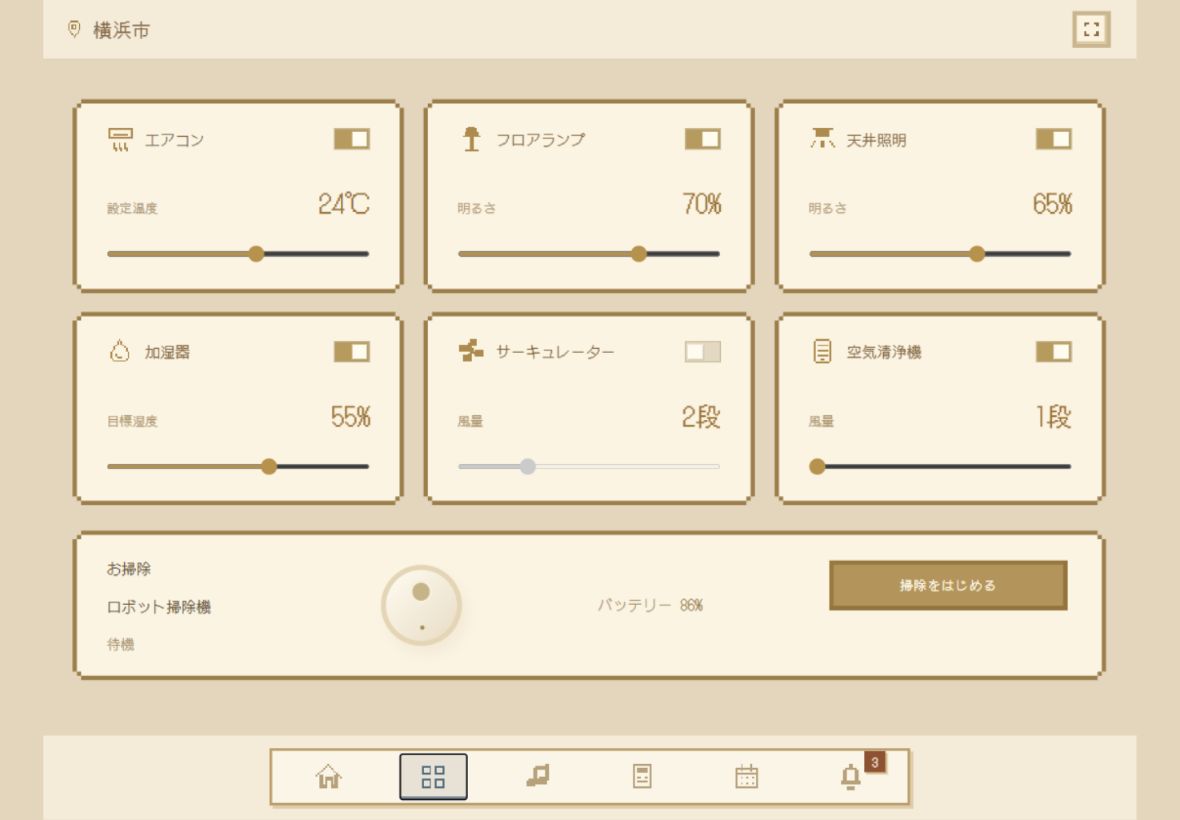 横浜市
エアコン
設定温度 24℃
フロアランプ
明るさ 70%
天井照明
明るさ 65%
加湿器
目標湿度 55%
サーキュレーター
風量 2段
空気清浄機
風量 1段
お掃除
ロボット掃除機
待機
バッテリー 86%
掃除をはじめる
3